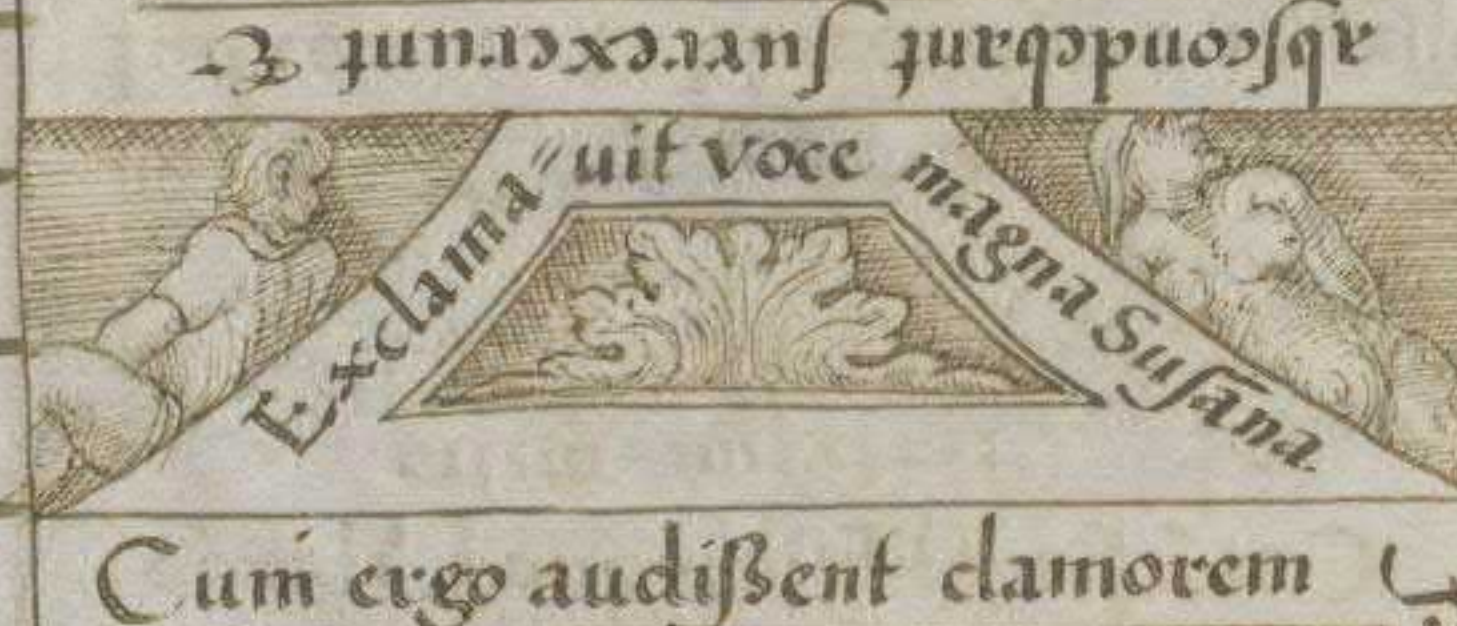 abscondebant surrexerunt &
Exclama=uit voce magna Susana.
Cum ergo audißent clamorem